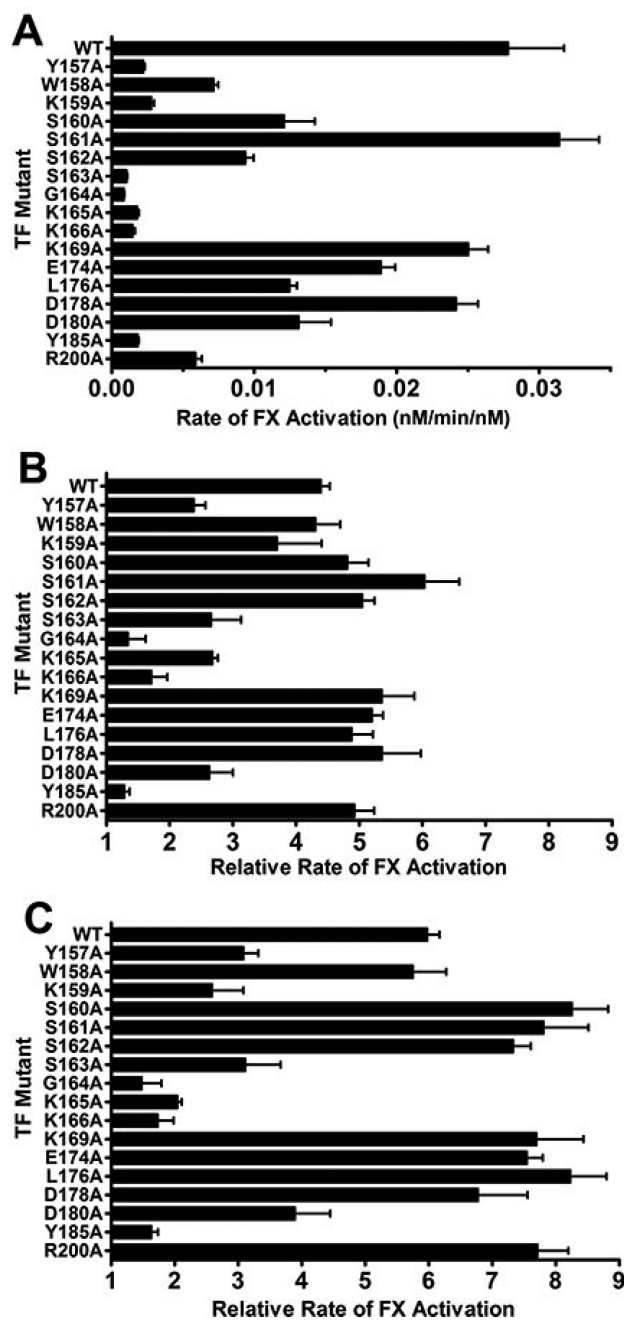 A
TF Mutant
WT
Y157A
W158A
K159A
S160A
S161A
S162A
S163A
G164A
K165A
K166A
K169A
E174A
L176A
D178A
D180A
Y185A
R200A
0.00 0.01 0.02 0.03
Rate of FX Activation (nM/min/nM)
B
TF Mutant
WT
Y157A
W158A
K159A
S160A
S161A
S162A
S163A
G164A
K165A
K166A
K169A
E174A
L176A
D178A
D180A
Y185A
R200A
1 2 3 4 5 6 7 8 9
Relative Rate of FX Activation
C
TF Mutant
WT
Y157A
W158A
K159A
S160A
S161A
S162A
S163A
G164A
K165A
K166A
K169A
E174A
L176A
D178A
D180A
Y185A
R200A
1 2 3 4 5 6 7 8 9
Relative Rate of FX Activation